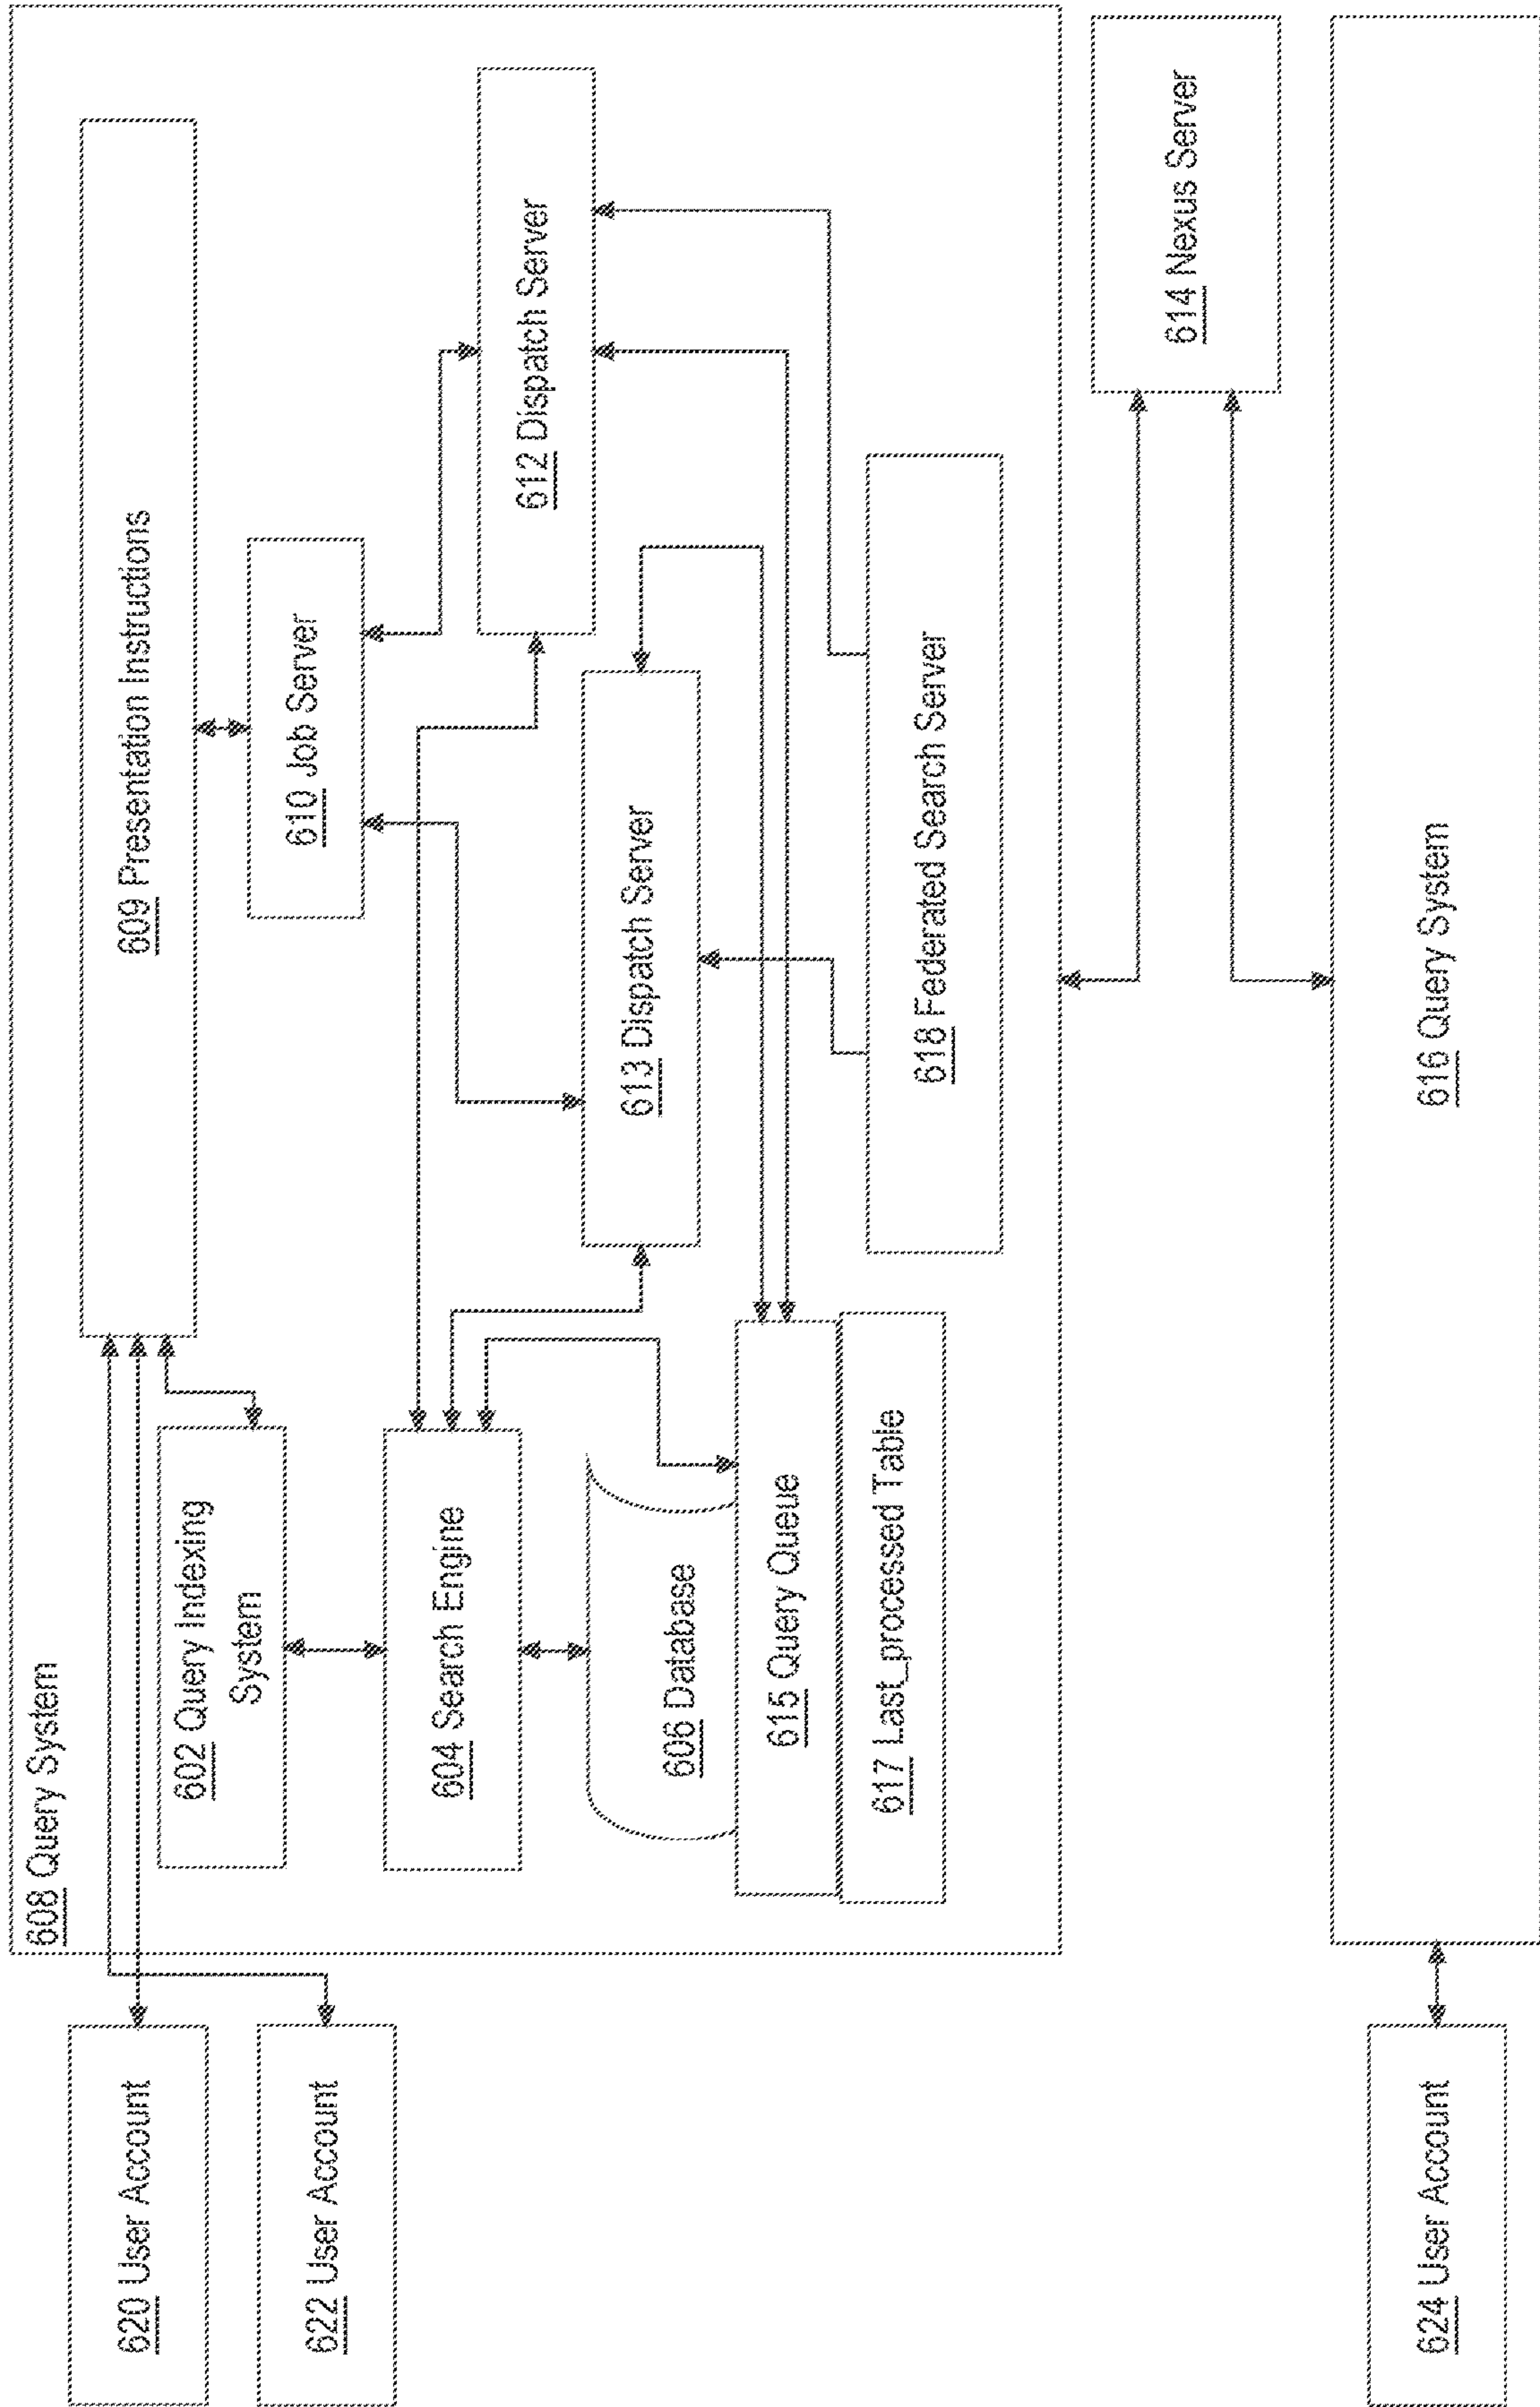 608 Query System
620 User Account
622 User Account
609 Presentation Instructions
602 Query Indexing
System
610 Job Server
604 Search Engine
612 Dispatch Server
613 Dispatch Server
606 Database
615 Query Queue
617 Last_processed Table
618 Federated Search Server
614 Nexus Server
616 Query System
624 User Account